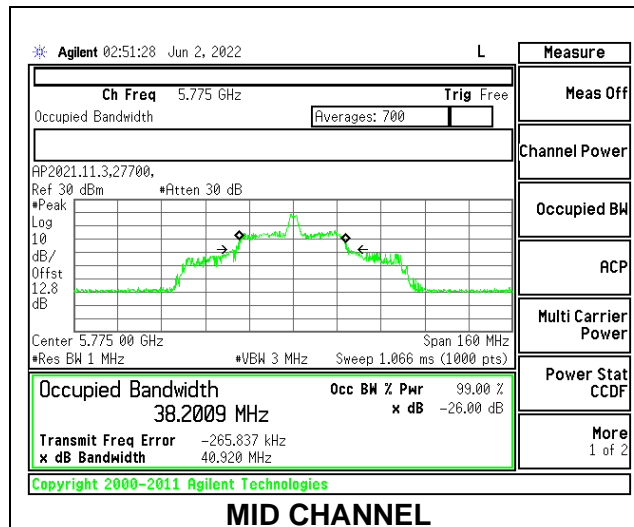 Agilent 02:51:28 Jun 2, 2022 L Measure
Ch Freq 5.775 GHz Trig Free
Meas Off
Occupied Bandwidth Averages: 700
Channel Power
AP2021.11.3,27700,
Ref 30 dBm #Atten 30 dB
#Peak
Log
10
dB/
Offst
12.8
dB
Occupied BW
ACP
Center 5.775 00 GHz Span 160 MHz
#Res BW 1 MHz #VBW 3 MHz Sweep 1.066 ms (1000 pts)
Multi Carrier
Power
Occupied Bandwidth Occ BW % Pwr 99.00 %
38.2009 MHz x dB -26.00 dB
Power Stat
CCDF
Transmit Freq Error -265.837 kHz
x dB Bandwidth 40.920 MHz
More
1 of 2
Copyright 2000-2011 Agilent Technologies
MID CHANNEL